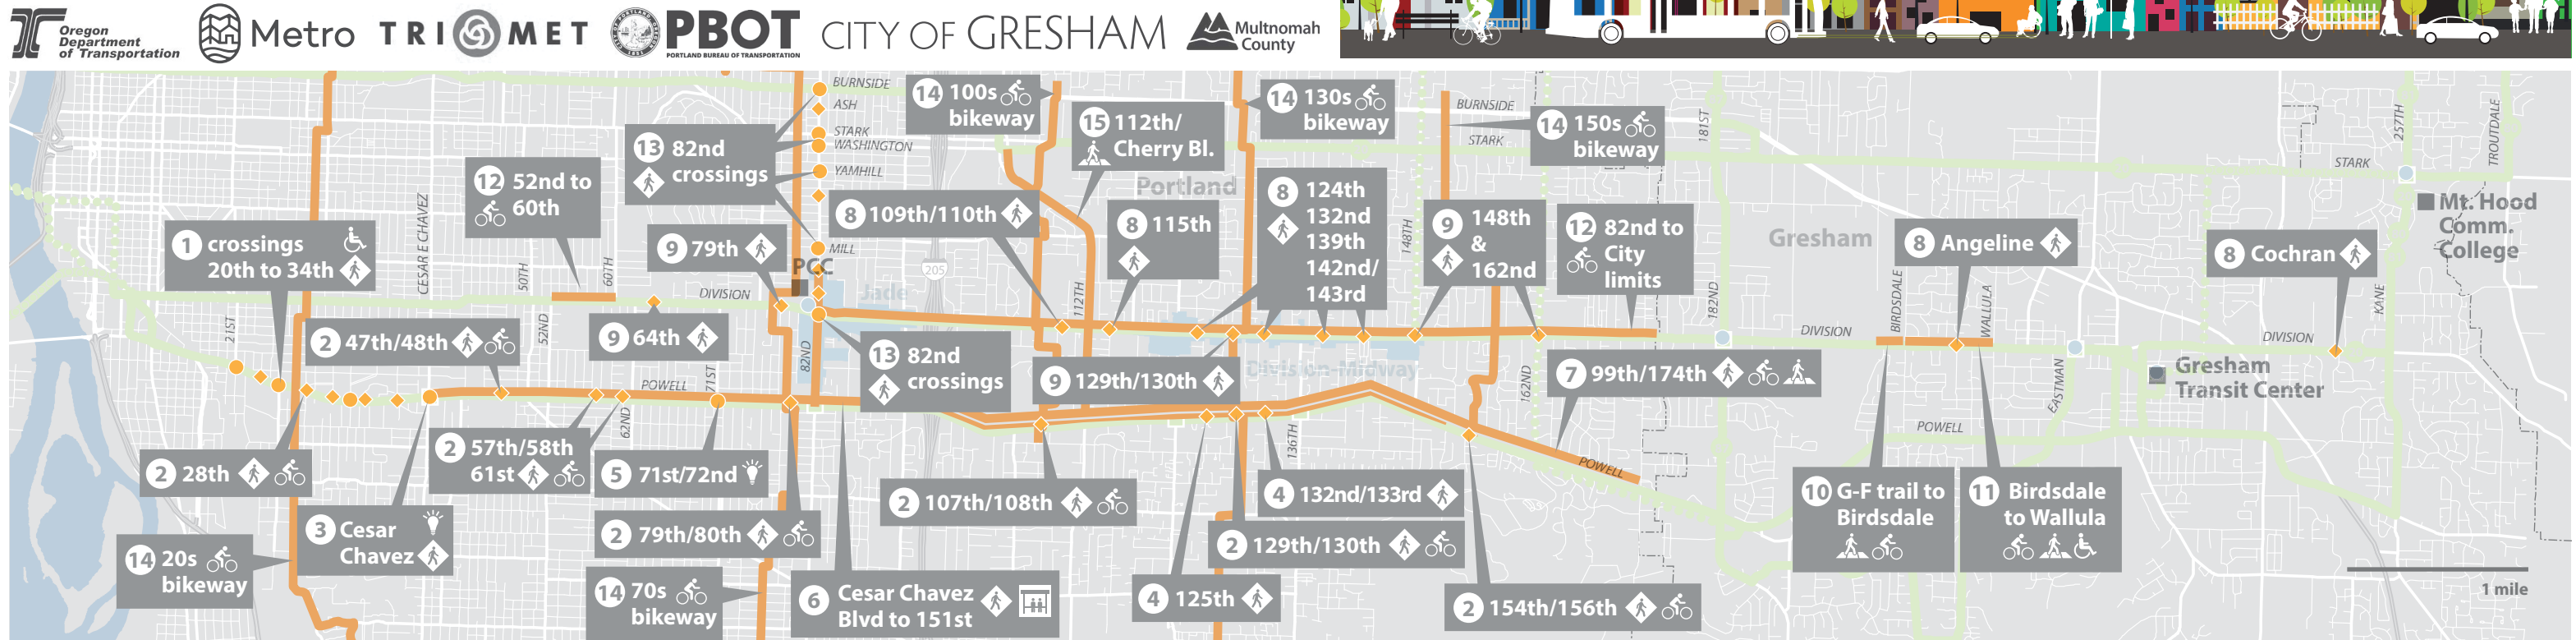 Oregon
Department
of Transportation
Metro
TRI MET
PBOT
PORTLAND BUREAU OF TRANSPORTATION
CITY OF GRESHAM
Multnomah
County
BURNSIDE
ASH
STARK
WASHINGTON
YAMHILL
MILL
14 100s
bikeway
14 130s
bikeway
BURNSIDE
STARK
14 150s
bikeway
181ST
257TH
TROUTDALE
STARK
13 82nd
crossings
15 112th/
Cherry Bl.
Portland
12 52nd to
60th
CESAR E CHAVEZ
1 crossings
20th to 34th
9 79th
8 109th/110th
8 115th
8 124th
132nd
139th
142nd/
143rd
148TH
9 148th
&
162nd
12 82nd to
City
limits
Gresham
8 Angeline
8 Cochran
Mt. Hood
Comm.
College
PCC
Jade
205
50TH
60TH
DIVISION
112TH
182ND
BIRDSDALE
WALLULA
KANE
21ST
2 47th/48th
52ND
9 64th
82ND
13 82nd
crossings
9 129th/130th
Division-Midway
7 99th/174th
DIVISION
DIVISION
Gresham
Transit Center
EASTMAN
POWELL
71ST
162ND
62ND
136TH
POWELL
POWELL
2 28th
2 57th/58th
61st
5 71st/72nd
2 107th/108th
4 132nd/133rd
10 G-F trail to
Birdsdale
11 Birdsdale
to Wallula
3 Cesar
Chavez
2 79th/80th
2 129th/130th
14 20s
bikeway
14 70s
bikeway
6 Cesar Chavez
Blvd to 151st
4 125th
2 154th/156th
1 mile